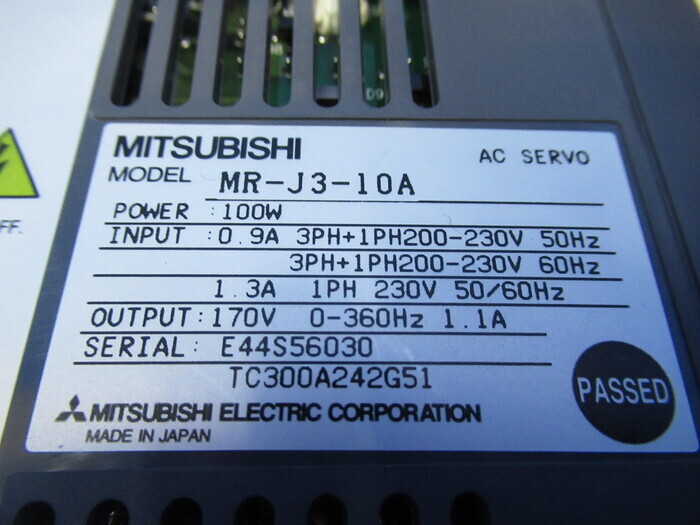 D9
FF.
MITSUBISHI
AC SERVO
MODEL MR-J3-10A
POWER : 100W
INPUT : 0.9A 3PH+1PH200-230V 50Hz
3PH+1PH200-230V 60Hz
1.3A 1PH 230V 50/60Hz
OUTPUT: 170V 0-360Hz 1.1A
SERIAL: E44S56030
TC300A242G51
PASSED
MITSUBISHI ELECTRIC CORPORATION
MADE IN JAPAN